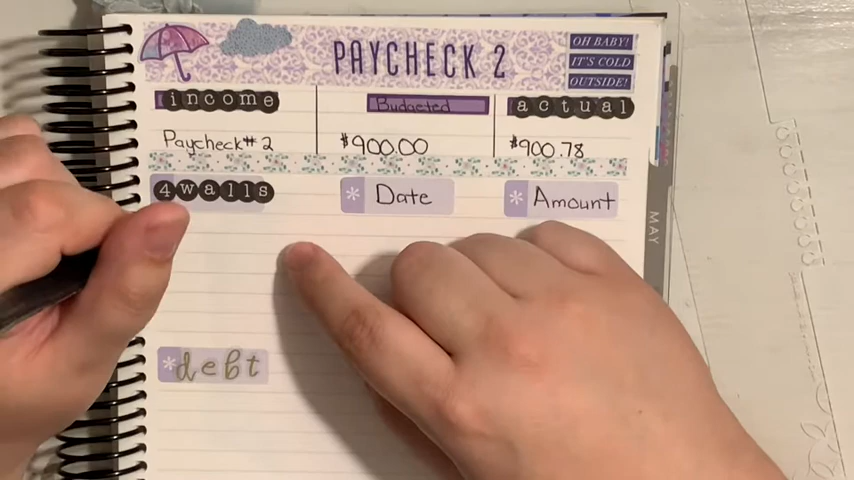 PAYCHECK 2
OH BABY!
IT'S COLD
OUTSIDE!
income Budgeted actual
Paycheck#2 $900.00 $900.78
4walls * Date * Amount
MAY
* debt